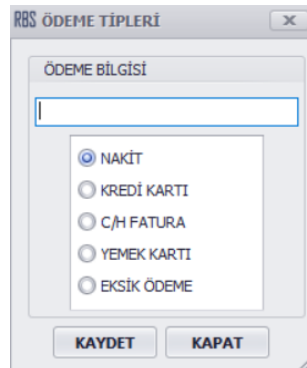 RBS ÖDEME TİPLERİ
ÖDEME BİLGİSİ
NAKİT
KREDİ KARTI
C/H FATURA
YEMEK KARTI
EKSİK ÖDEME
KAYDET KAPAT